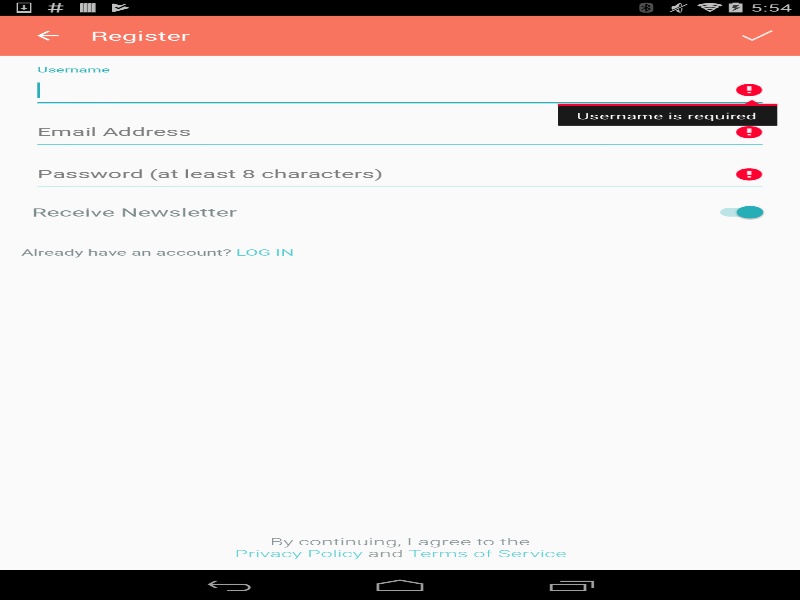 5:54
Register
Username
Username is required
Email Address
Password (at least 8 characters)
Receive Newsletter
Already have an account? LOG IN
By continuing, I agree to the
Privacy Policy and Terms of Service